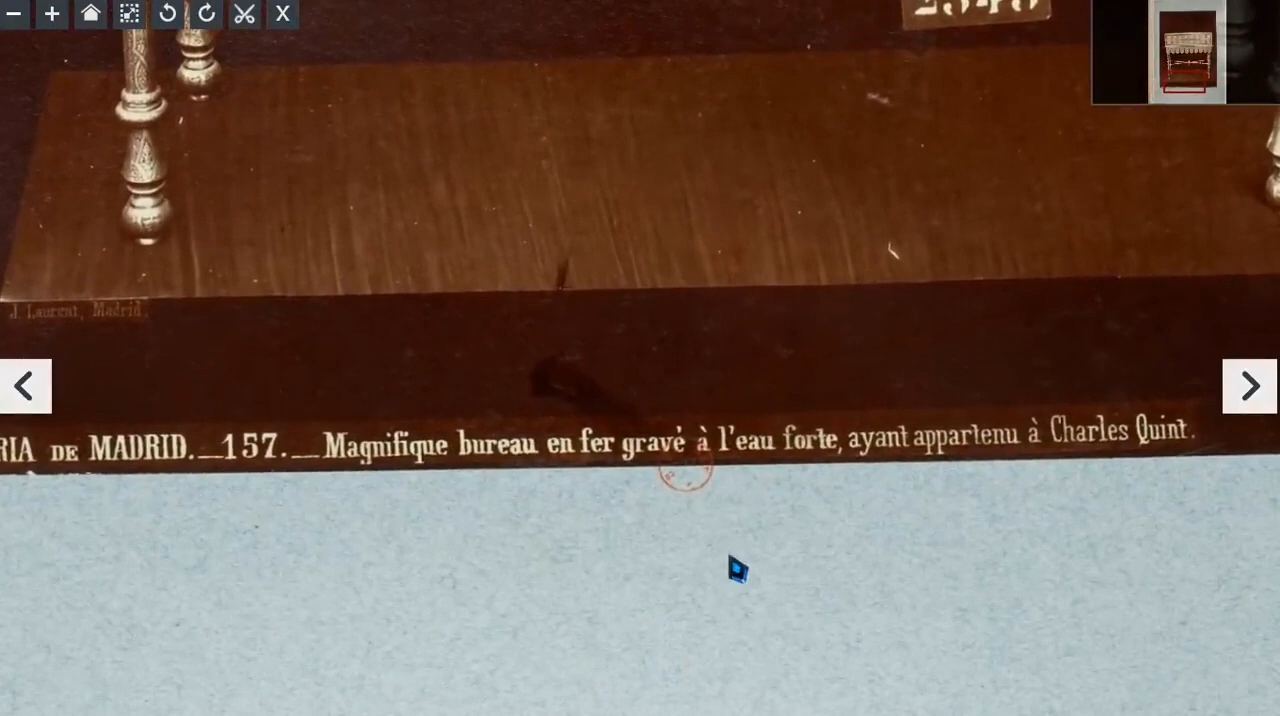 J. Laurent, Madrid.
RIA DE MADRID.__157.__Magnifique bureau en fer gravé à l'eau forte, ayant appartenu à Charles Quint.